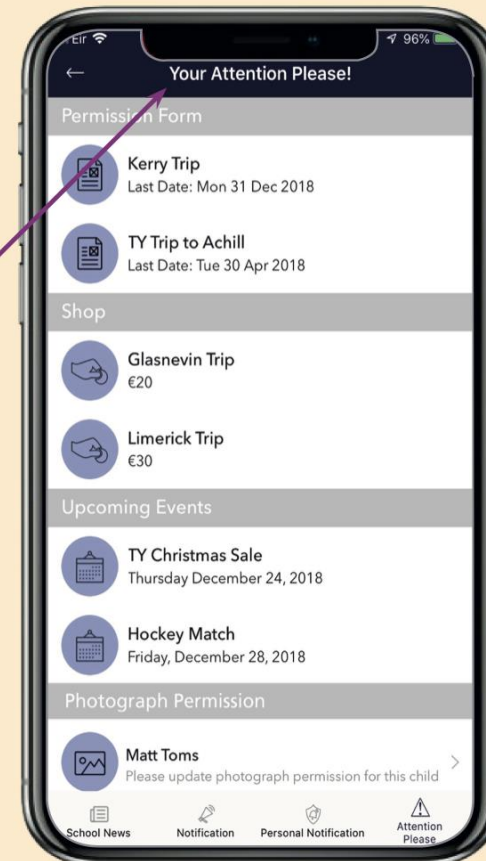 Eir
96%
Your Attention Please!
Permission Form
Kerry Trip
Last Date: Mon 31 Dec 2018
TY Trip to Achill
Last Date: Tue 30 Apr 2018
Shop
Glasnevin Trip
€20
Limerick Trip
€30
Upcoming Events
TY Christmas Sale
Thursday December 24, 2018
Hockey Match
Friday, December 28, 2018
Photograph Permission
Matt Toms
Please update photograph permission for this child
School News
Notification
Personal Notification
Attention
Please